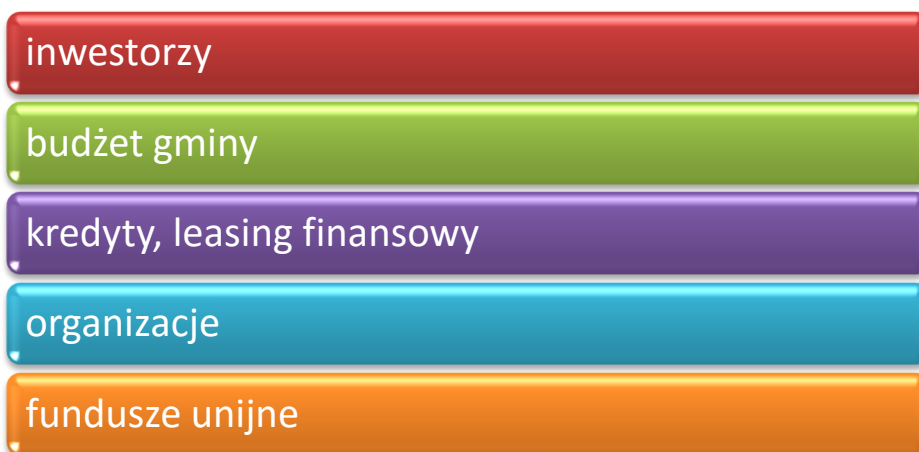 inwestorzy
budżet gminy
kredyty, leasing finansowy
organizacje
fundusze unijne